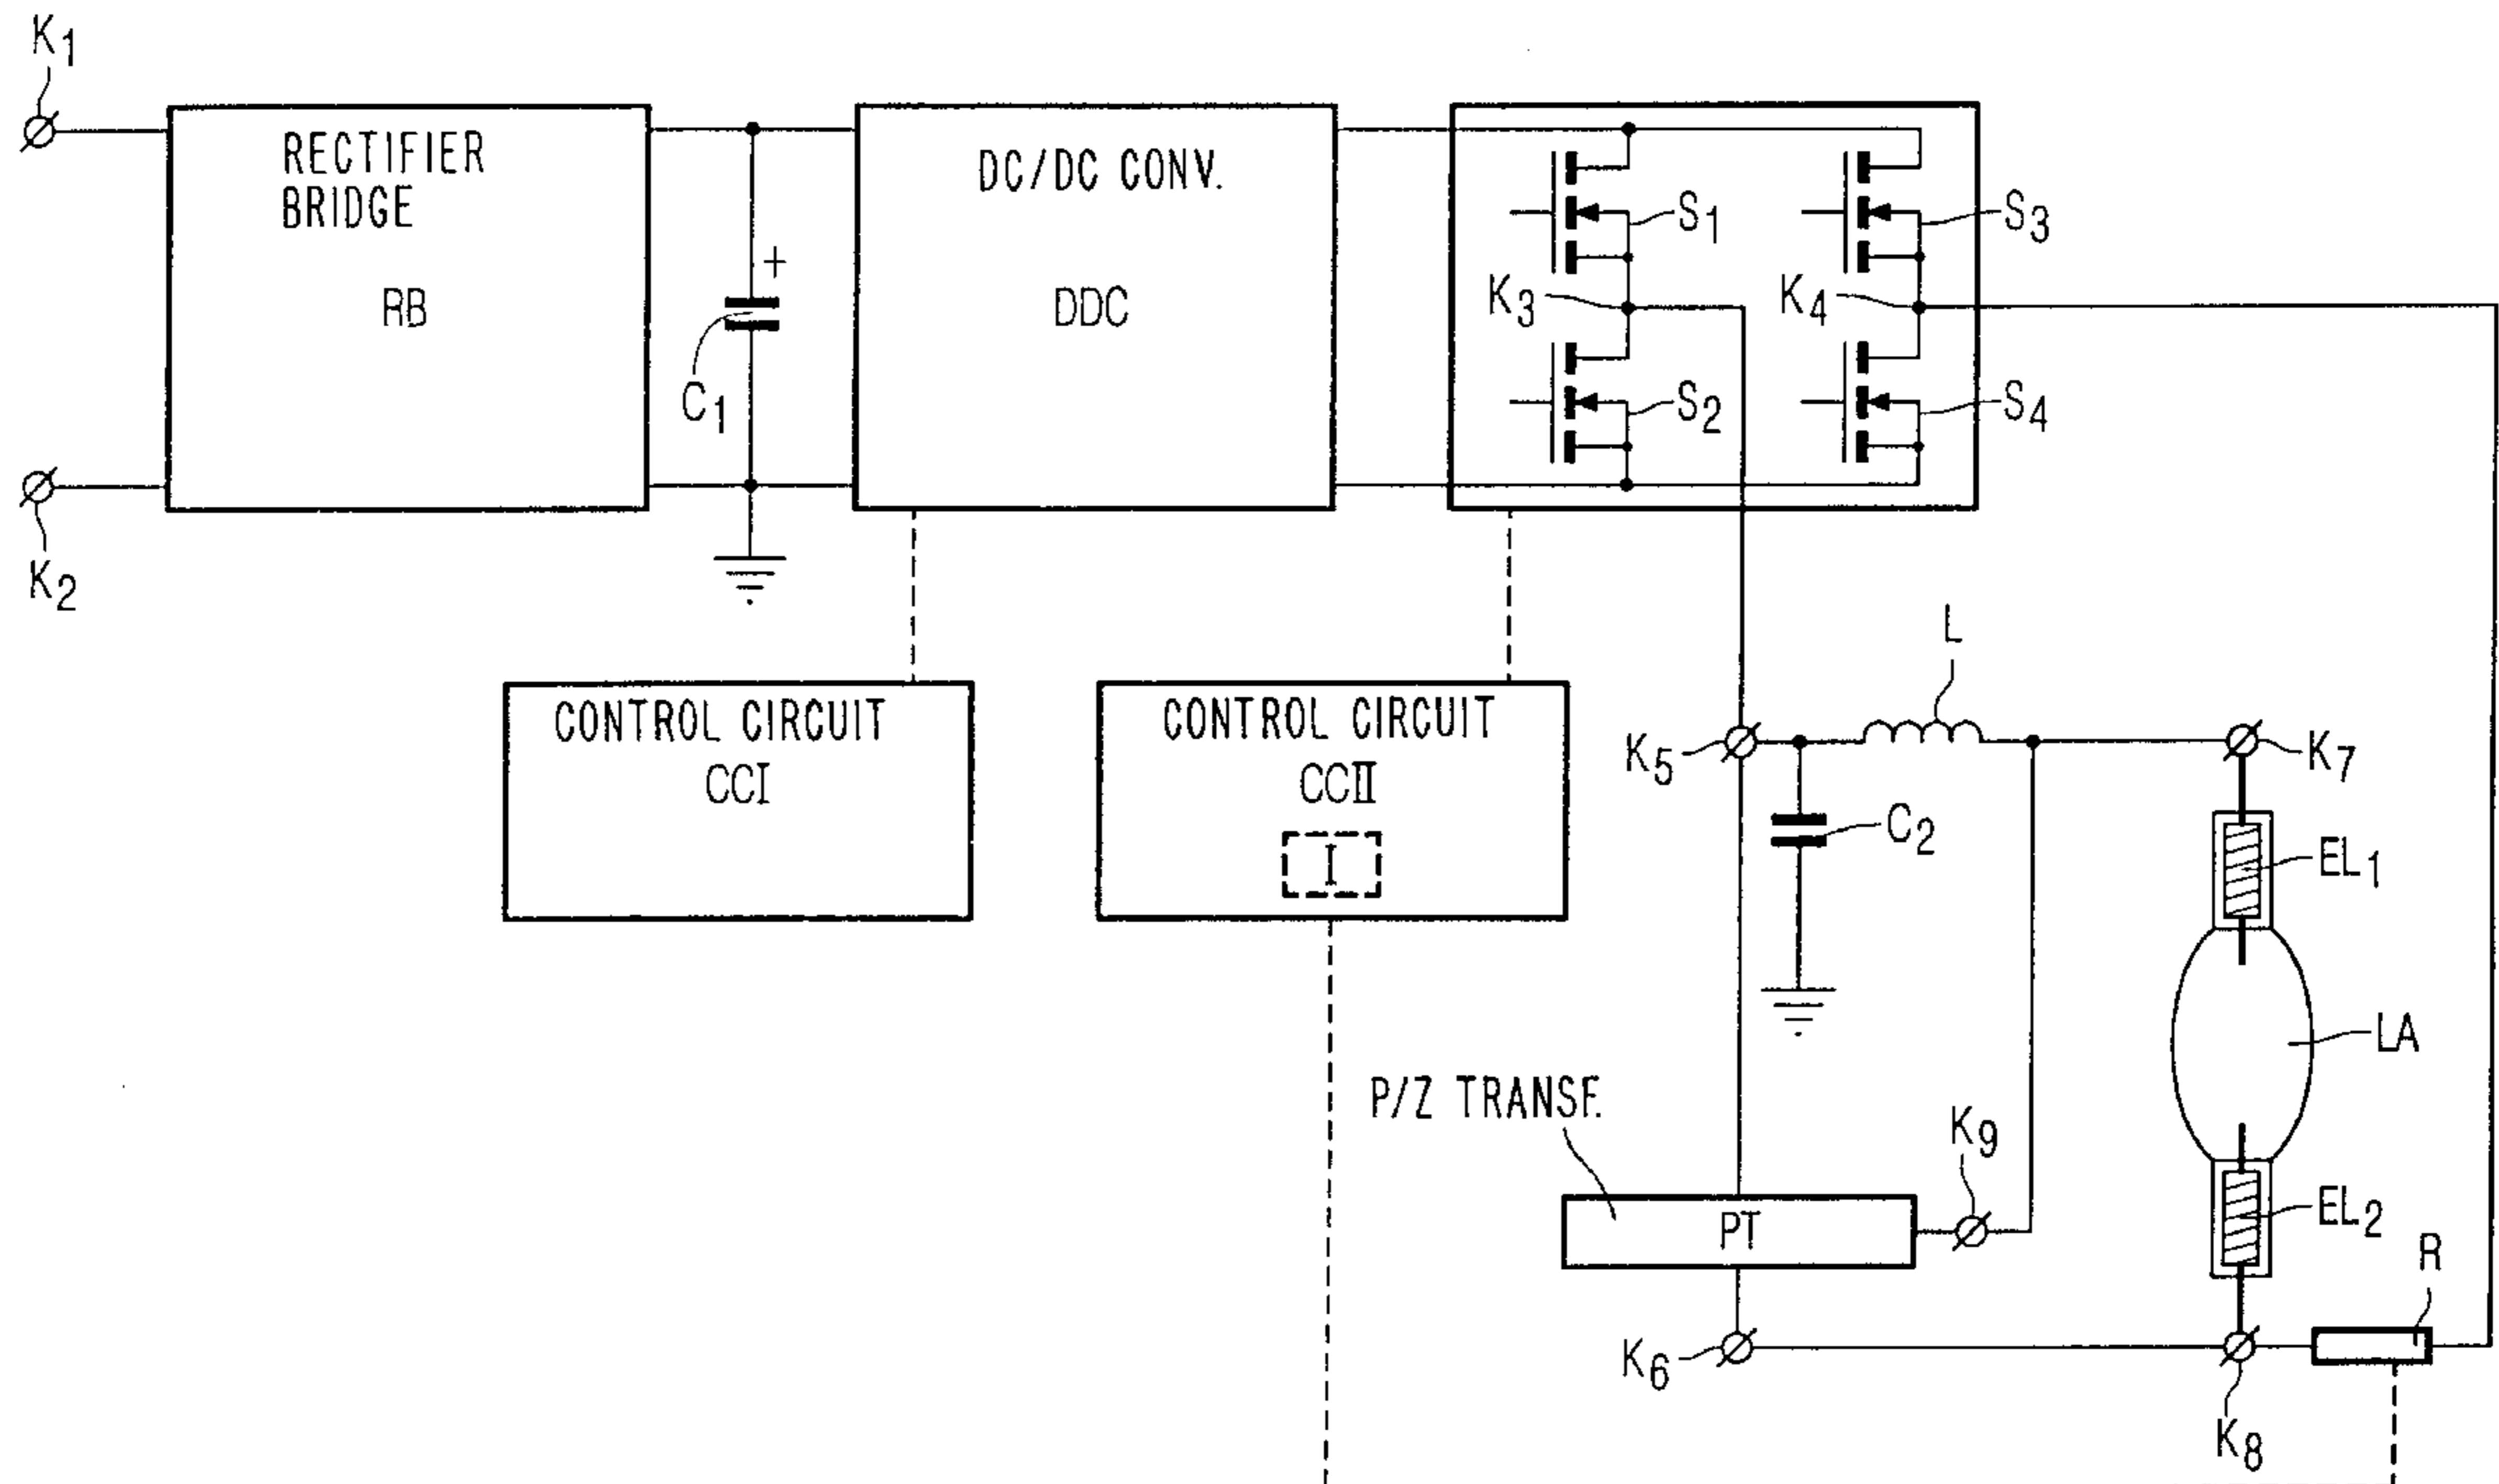 K1
RECTIFIER
BRIDGE
RB
K2
+
C1
DC/DC CONV.
DDC
S1
S3
K3
K4
S2
S4
CONTROL CIRCUIT
CCI
CONTROL CIRCUIT
CCII
I
L
K5
K7
C2
EL1
LA
P/Z TRANSF.
K9
PT
EL2
R
K6
K8